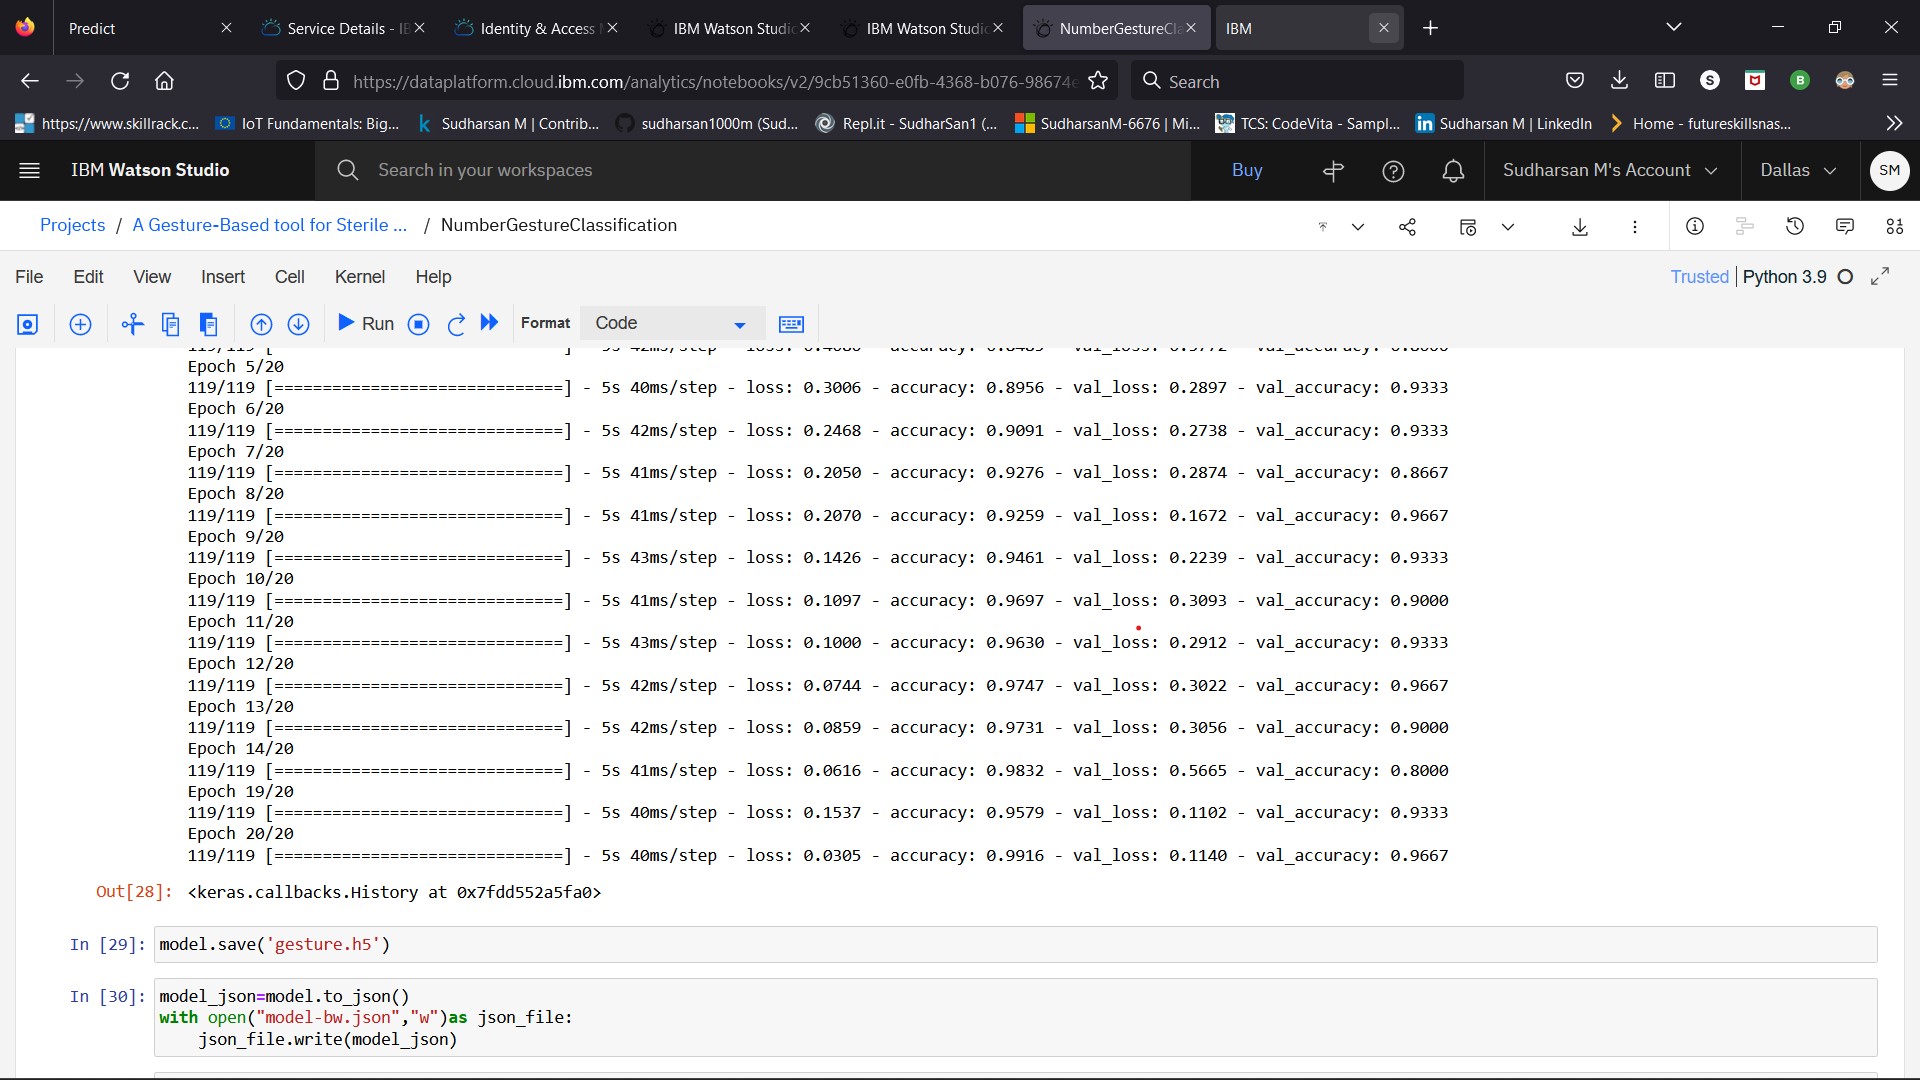 Predict
Service Details - IB
Identity & Access
IBM Watson Studio
IBM Watson Studio
NumberGestureCla
IBM
https://dataplatform.cloud.ibm.com/analytics/notebooks/v2/9cb51360-e0fb-4368-b076-98674e
Search
https://www.skillrack.c...
IoT Fundamentals: Big...
Sudharsan M | Contrib...
sudharsan1000m (Sud...
Repl.it - SudharSan1 (...
SudharsanM-6676 | Mi...
TCS: CodeVita - Sampl...
Sudharsan M | LinkedIn
Home - futureskillsnas...
IBM Watson Studio
Search in your workspaces
Buy
Sudharsan M's Account
Dallas
SM
Projects / A Gesture-Based tool for Sterile ... / NumberGestureClassification
File Edit View Insert Cell Kernel Help
Trusted | Python 3.9
Run
Format
Code
Epoch 5/20
119/119 [==============================] - 5s 40ms/step - loss: 0.3006 - accuracy: 0.8956 - val_loss: 0.2897 - val_accuracy: 0.9333
Epoch 6/20
119/119 [==============================] - 5s 42ms/step - loss: 0.2468 - accuracy: 0.9091 - val_loss: 0.2738 - val_accuracy: 0.9333
Epoch 7/20
119/119 [==============================] - 5s 41ms/step - loss: 0.2050 - accuracy: 0.9276 - val_loss: 0.2874 - val_accuracy: 0.8667
Epoch 8/20
119/119 [==============================] - 5s 41ms/step - loss: 0.2070 - accuracy: 0.9259 - val_loss: 0.1672 - val_accuracy: 0.9667
Epoch 9/20
119/119 [==============================] - 5s 43ms/step - loss: 0.1426 - accuracy: 0.9461 - val_loss: 0.2239 - val_accuracy: 0.9333
Epoch 10/20
119/119 [==============================] - 5s 41ms/step - loss: 0.1097 - accuracy: 0.9697 - val_loss: 0.3093 - val_accuracy: 0.9000
Epoch 11/20
119/119 [==============================] - 5s 43ms/step - loss: 0.1000 - accuracy: 0.9630 - val_loss: 0.2912 - val_accuracy: 0.9333
Epoch 12/20
119/119 [==============================] - 5s 42ms/step - loss: 0.0744 - accuracy: 0.9747 - val_loss: 0.3022 - val_accuracy: 0.9667
Epoch 13/20
119/119 [==============================] - 5s 42ms/step - loss: 0.0859 - accuracy: 0.9731 - val_loss: 0.3056 - val_accuracy: 0.9000
Epoch 14/20
119/119 [==============================] - 5s 41ms/step - loss: 0.0616 - accuracy: 0.9832 - val_loss: 0.5665 - val_accuracy: 0.8000
Epoch 19/20
119/119 [==============================] - 5s 40ms/step - loss: 0.1537 - accuracy: 0.9579 - val_loss: 0.1102 - val_accuracy: 0.9333
Epoch 20/20
119/119 [==============================] - 5s 40ms/step - loss: 0.0305 - accuracy: 0.9916 - val_loss: 0.1140 - val_accuracy: 0.9667
Out[28]: <keras.callbacks.History at 0x7fdd552a5fa0>
In [29]: model.save('gesture.h5')
In [30]: model_json=model.to_json()
with open("model-bw.json","w")as json_file:
    json_file.write(model_json)